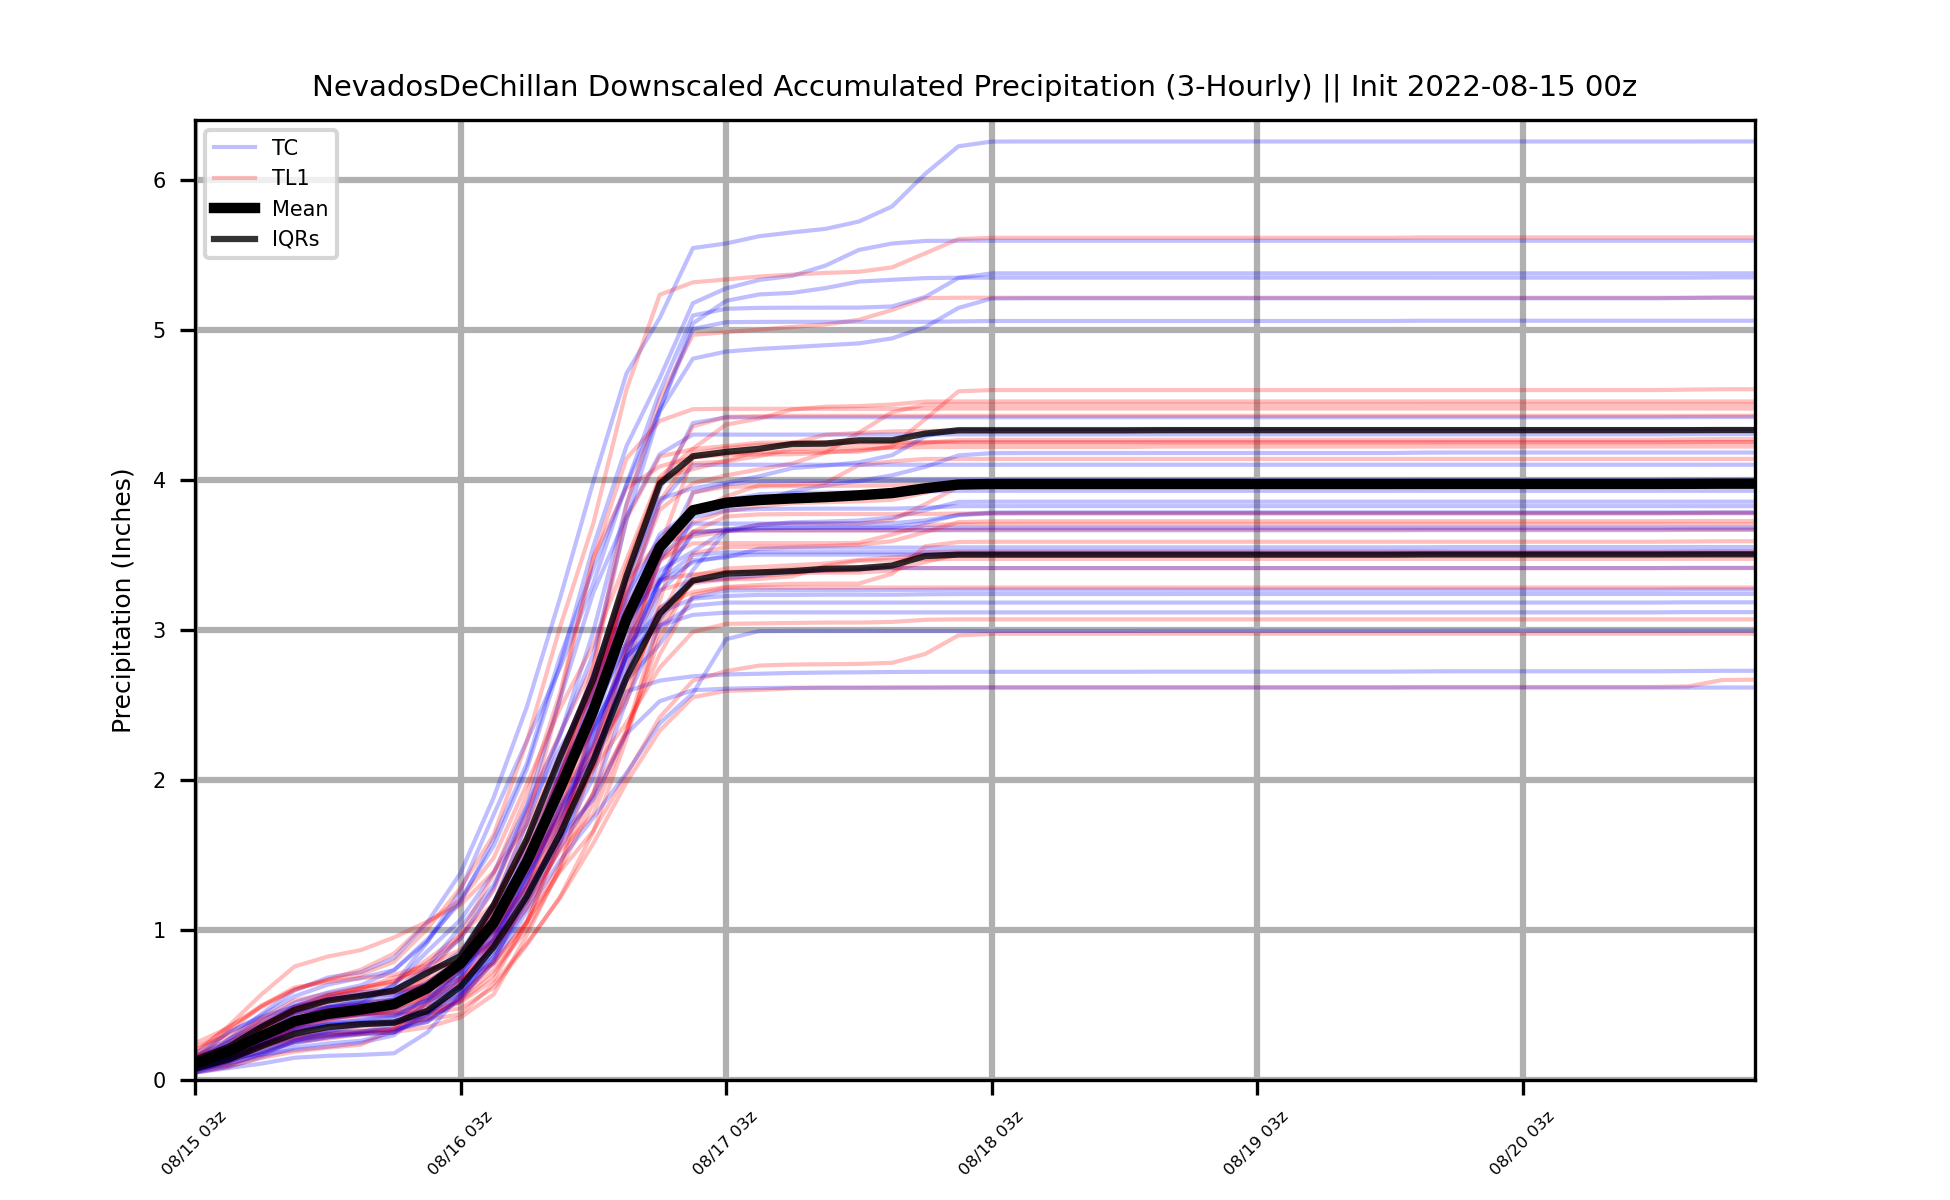 NevadosDeChillan Downscaled Accumulated Precipitation (3-Hourly) || Init 2022-08-15 00z
TC
TL1
Mean
IQRs
Precipitation (Inches)
6
5
4
3
2
1
0
08/15 03z
08/16 03z
08/17 03z
08/18 03z
08/19 03z
08/20 03z